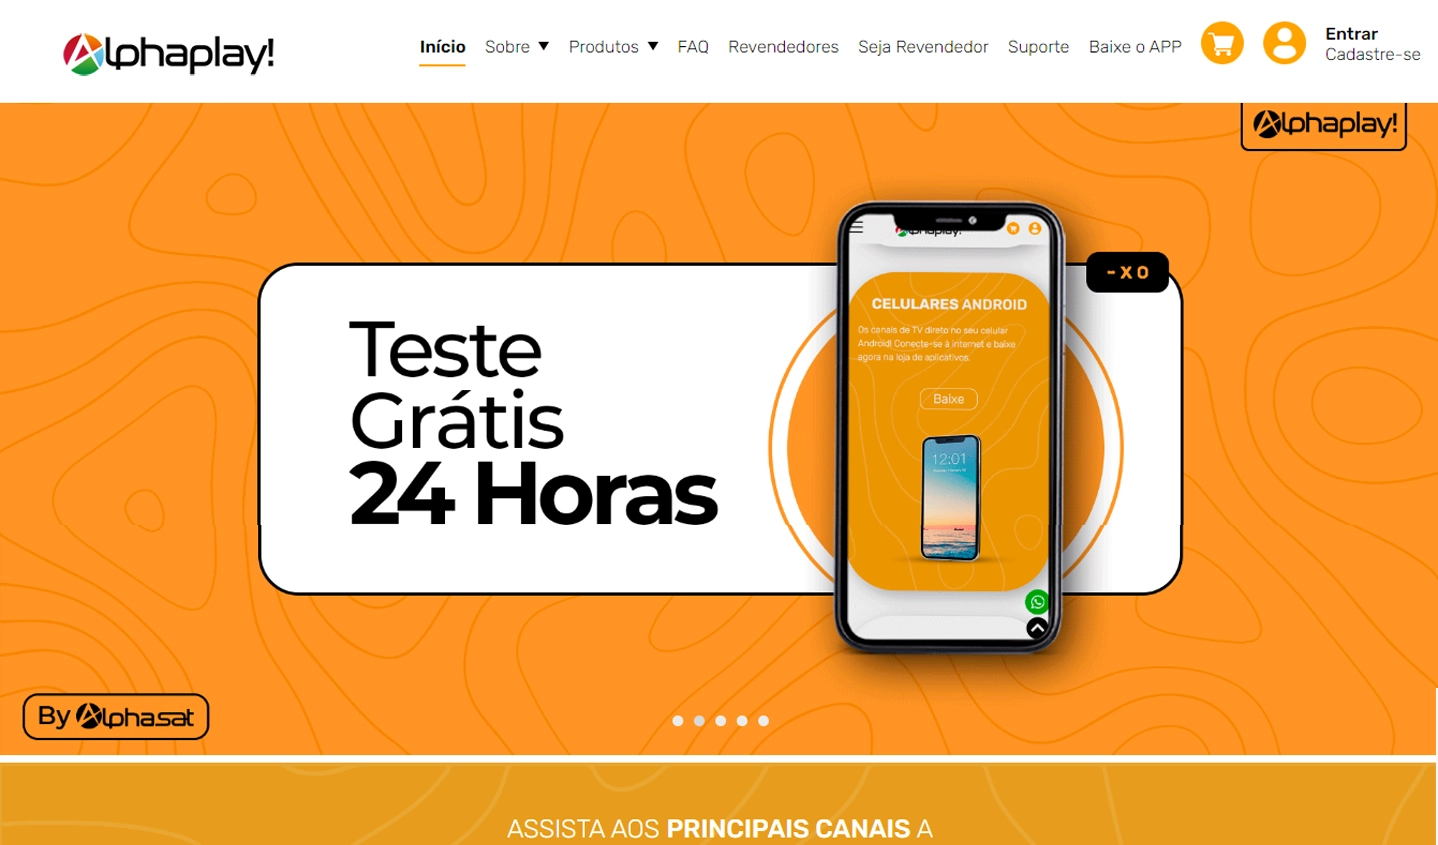 Alphaplay!
Início
Sobre ▼
Produtos ▼
FAQ
Revendedores
Seja Revendedor
Suporte
Baixe o APP
Entrar
Cadastre-se
Alphaplay!
Alphaplay!
- X O
CELULARES ANDROID
Os canais de TV direto no seu celular
Android! Conecte-se à internet e baixe
agora na loja de aplicativos.
Baixe
12:01
Teste
Grátis
24 Horas
By Alphasat
ASSISTA AOS PRINCIPAIS CANAIS A